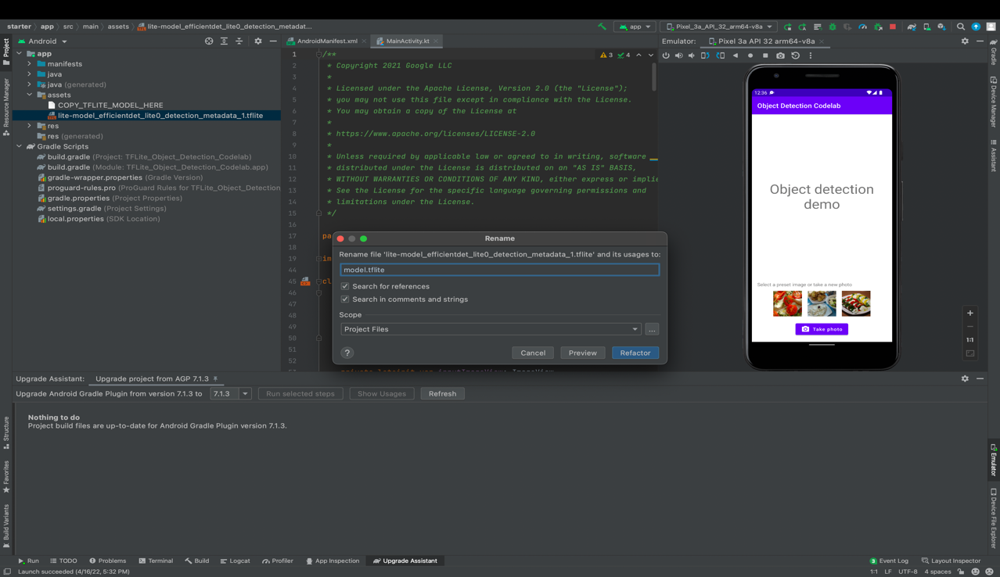 starter app src main assets lite-model_efficientdet_lite0_detection_metadat...
app Pixel_3a_API_32_arm64-v8a
Android
AndroidManifest.xml MainActivity.kt
Emulator: Pixel 3a API 32 arm64-v8a
Project
Resource Manager
Structure
Favorites
Build Variants
app
manifests
java
java (generated)
assets
COPY_TFLITE_MODEL_HERE
lite-model_efficientdet_lite0_detection_metadata_1.tflite
res
res (generated)
Gradle Scripts
build.gradle (Project: TFLite_Object_Detection_Codelab)
build.gradle (Module: TFLite_Object_Detection_Codelab.app)
gradle-wrapper.properties (Gradle Version)
proguard-rules.pro (ProGuard Rules for TFLite_Object_Detection
gradle.properties (Project Properties)
settings.gradle (Project Settings)
local.properties (SDK Location)
3 4
1 /**
2 * Copyright 2021 Google LLC
3 *
4 * Licensed under the Apache License, Version 2.0 (the "License");
5 * you may not use this file except in compliance with the License.
6 * You may obtain a copy of the License at
7 *
8 * https://www.apache.org/licenses/LICENSE-2.0
9 *
10 * Unless required by applicable law or agreed to in writing, software
11 * distributed under the License is distributed on an "AS IS" BASIS,
12 * WITHOUT WARRANTIES OR CONDITIONS OF ANY KIND, either express or implie
13 * See the License for the specific language governing permissions and
14 * limitations under the License.
15 */
16
17 pa
18
19 im
44
45 cl
46
47
48
49
50
51
52
Rename
Rename file 'lite-model_efficientdet_lite0_detection_metadata_1.tflite' and its usages to:
model.tflite
Search for references
Search in comments and strings
Scope
Project Files ...
? Cancel Preview Refactor
12:36
Object Detection Codelab
Object detection
demo
Select a preset image or take a new photo
Take photo
1:1
Gradle
Device Manager
Assistant
Emulator
Device File Explorer
Upgrade Assistant: Upgrade project from AGP 7.1.3
Upgrade Android Gradle Plugin from version 7.1.3 to 7.1.3 Run selected steps Show Usages Refresh
Nothing to do
Project build files are up-to-date for Android Gradle Plugin version 7.1.3.
Run TODO Problems Terminal Build Logcat Profiler App Inspection Upgrade Assistant 3 Event Log Layout Inspector
Launch succeeded (4/16/22, 5:32 PM) 1:1 LF UTF-8 4 spaces